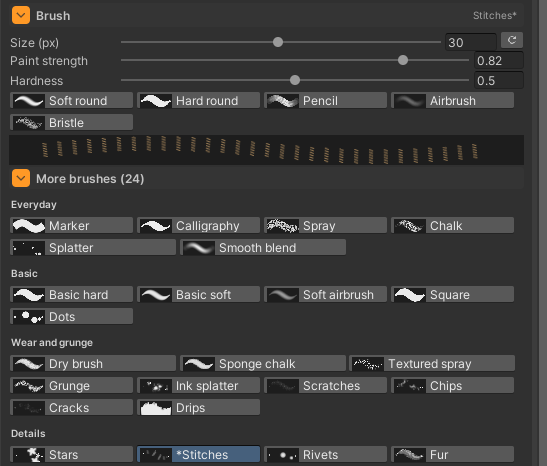 Brush Stitches*
Size (px) 30
Paint strength 0.82
Hardness 0.5
Soft round Hard round Pencil Airbrush
Bristle
More brushes (24)
Everyday
Marker Calligraphy Spray Chalk
Splatter Smooth blend
Basic
Basic hard Basic soft Soft airbrush Square
Dots
Wear and grunge
Dry brush Sponge chalk Textured spray
Grunge Ink splatter Scratches Chips
Cracks Drips
Details
Stars *Stitches Rivets Fur